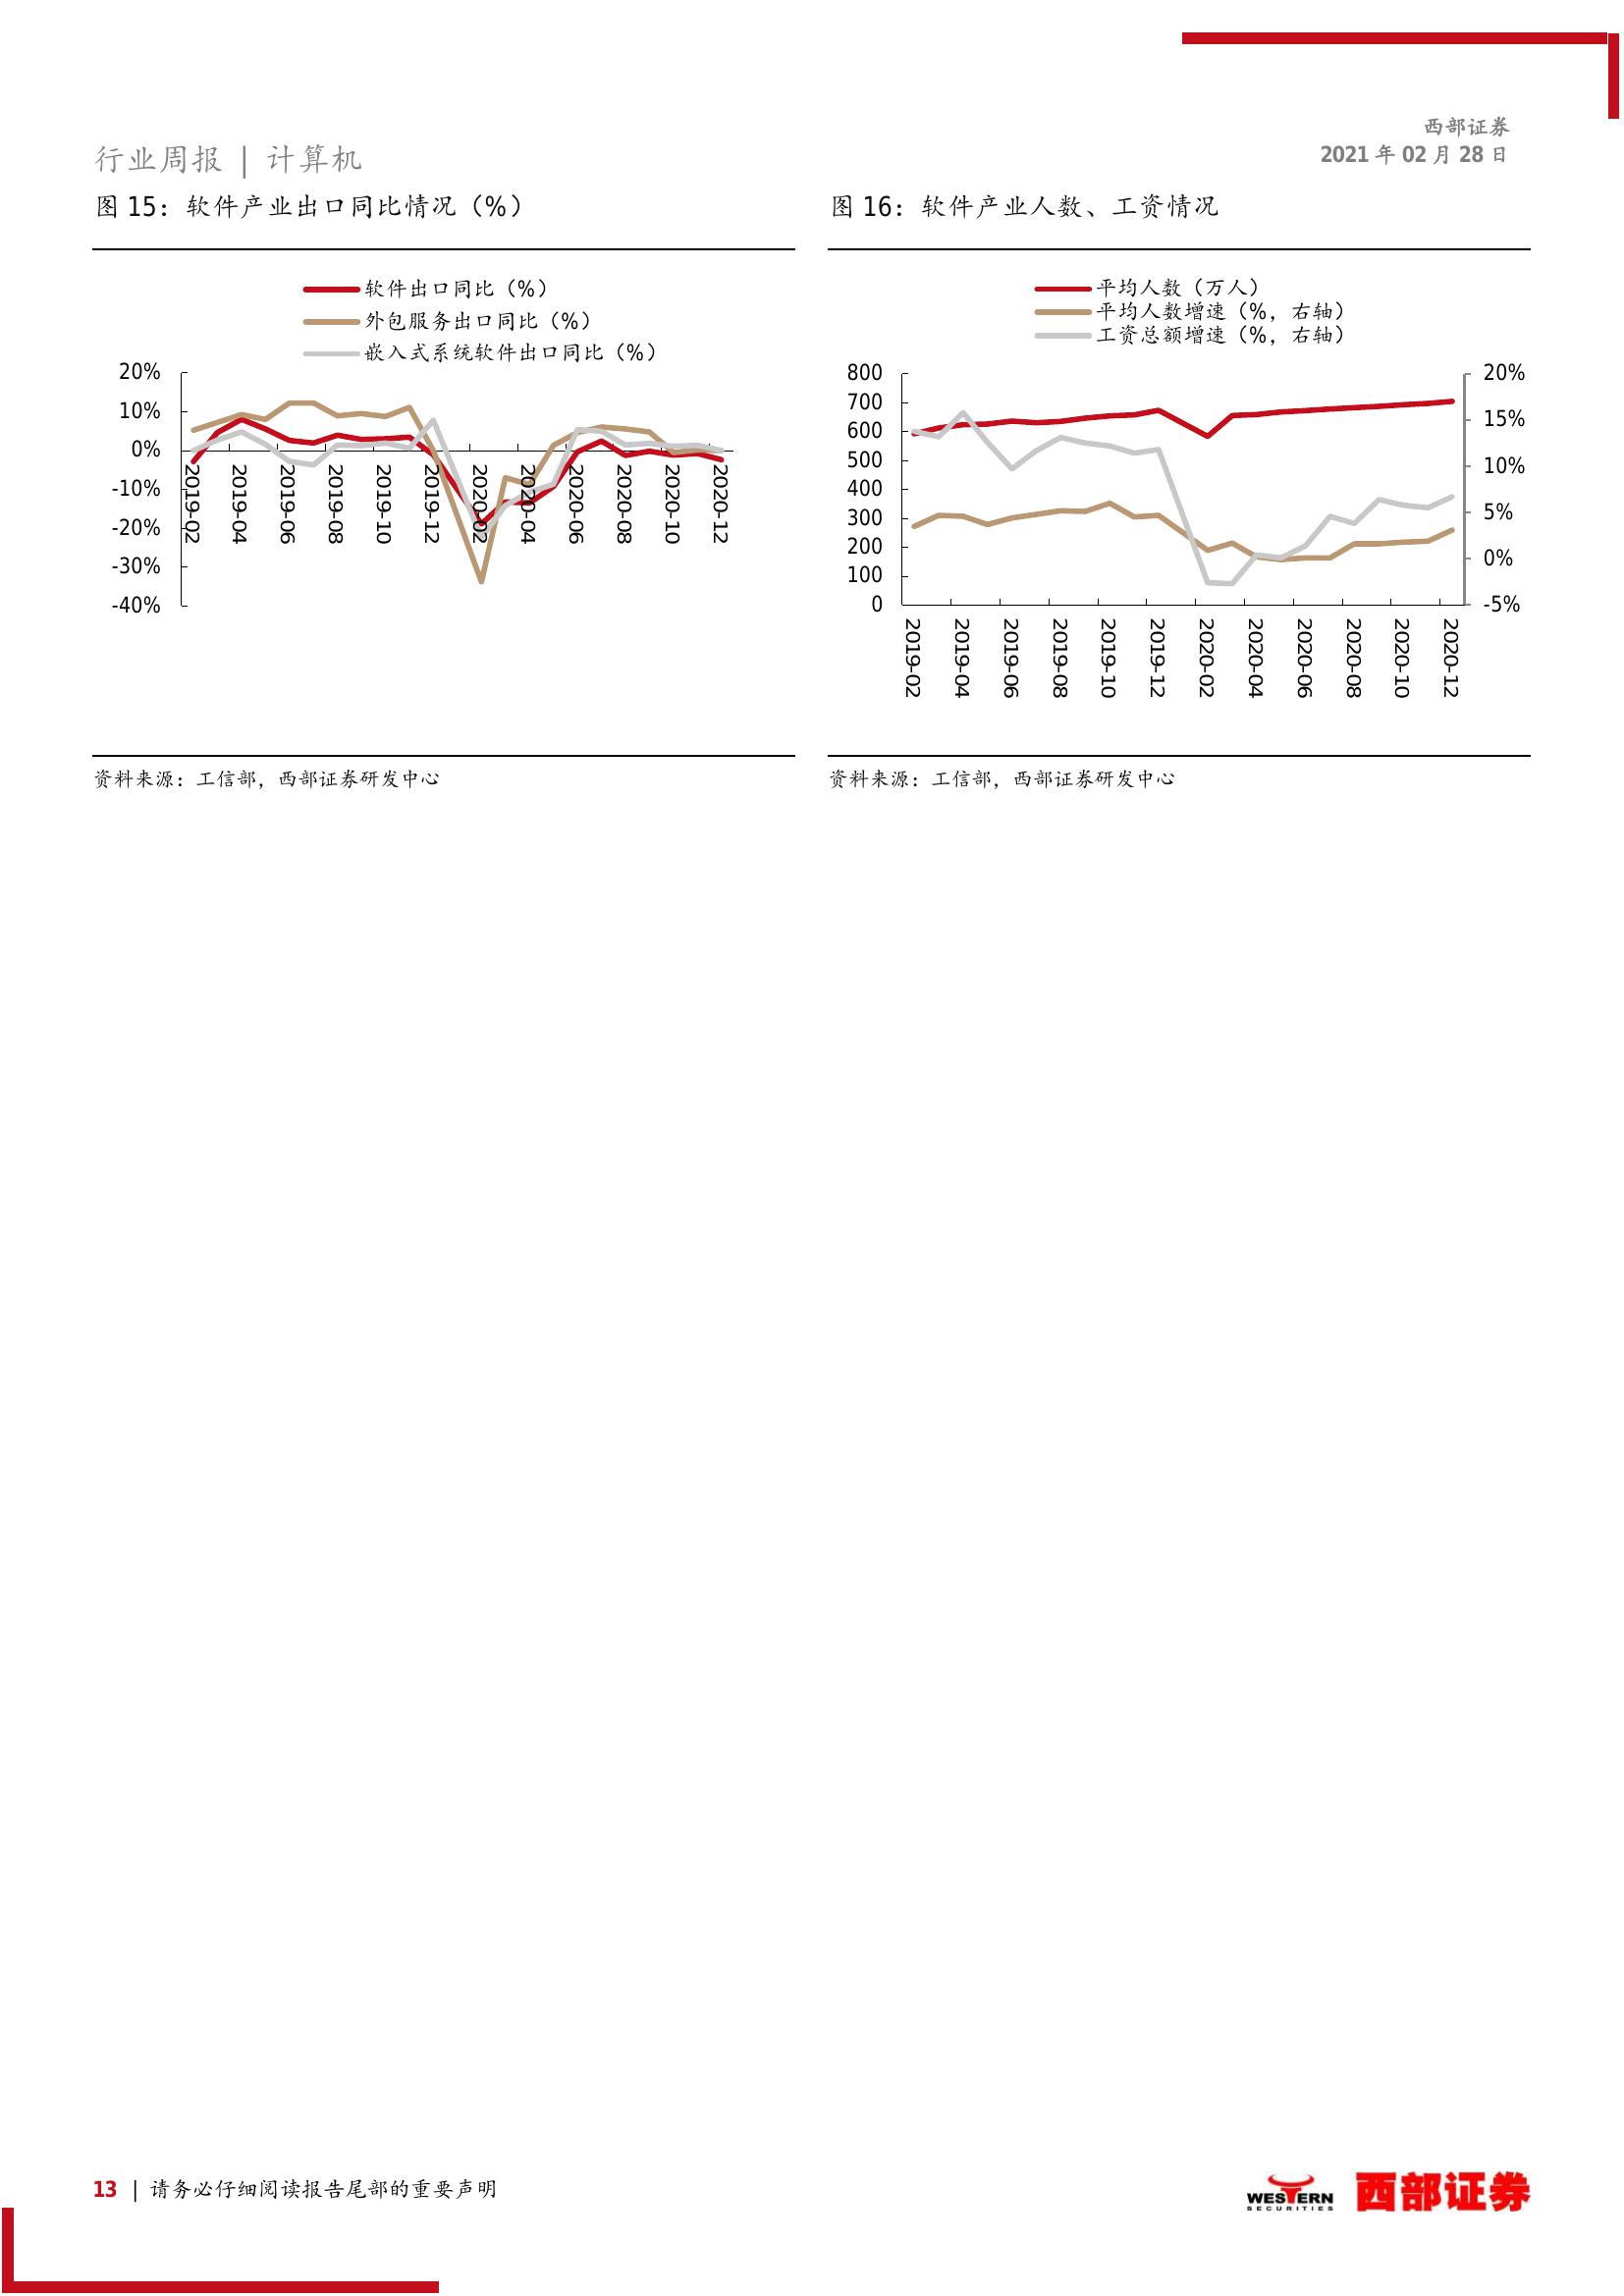 西部证券
2021 年 02 月 28 日
行业周报 | 计算机
图 15：软件产业出口同比情况（%）
软件出口同比（%）
外包服务出口同比（%）
嵌入式系统软件出口同比（%）
20%
10%
0%
-10%
-20%
-30%
-40%
2019-02
2019-04
2019-06
2019-08
2019-10
2019-12
2020-02
2020-04
2020-06
2020-08
2020-10
2020-12
资料来源：工信部，西部证券研发中心
图 16：软件产业人数、工资情况
平均人数（万人）
平均人数增速（%，右轴）
工资总额增速（%，右轴）
800
700
600
500
400
300
200
100
0
20%
15%
10%
5%
0%
-5%
2019-02
2019-04
2019-06
2019-08
2019-10
2019-12
2020-02
2020-04
2020-06
2020-08
2020-10
2020-12
资料来源：工信部，西部证券研发中心
13 | 请务必仔细阅读报告尾部的重要声明
WESTERN
SECURITIES
西部证券